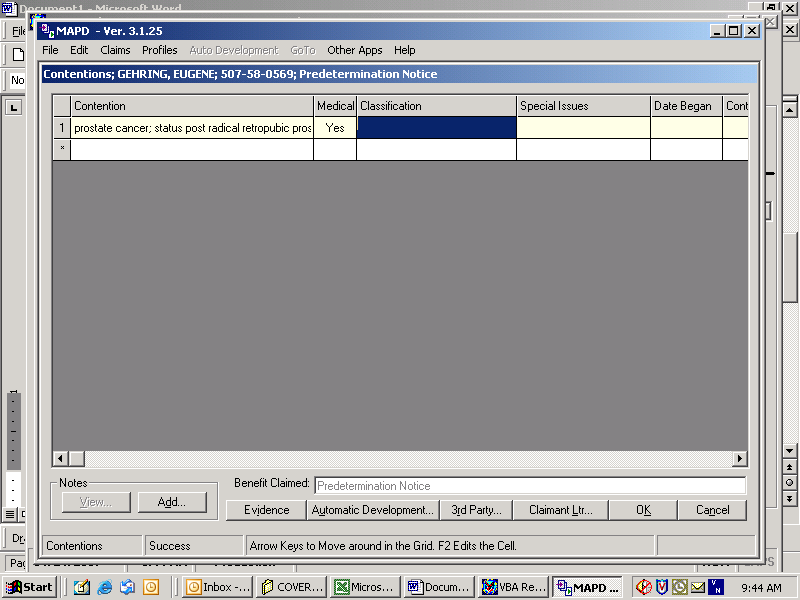 Document1 - Microsoft Word
MAPD - Ver. 3.1.25
File Edit Claims Profiles Auto Development GoTo Other Apps Help
Contentions; GEHRING, EUGENE; 507-58-0569; Predetermination Notice
Contention Medical Classification Special Issues Date Began Cont
1 prostate cancer; status post radical retropubic pros Yes
*
Notes
View... Add...
Benefit Claimed: Predetermination Notice
Evidence Automatic Development... 3rd Party... Claimant Ltr... OK Cancel
Contentions Success Arrow Keys to Move around in the Grid. F2 Edits the Cell.
Start Inbox -... COVER... Micros... Docum... VBA Re... MAPD ... 9:44 AM